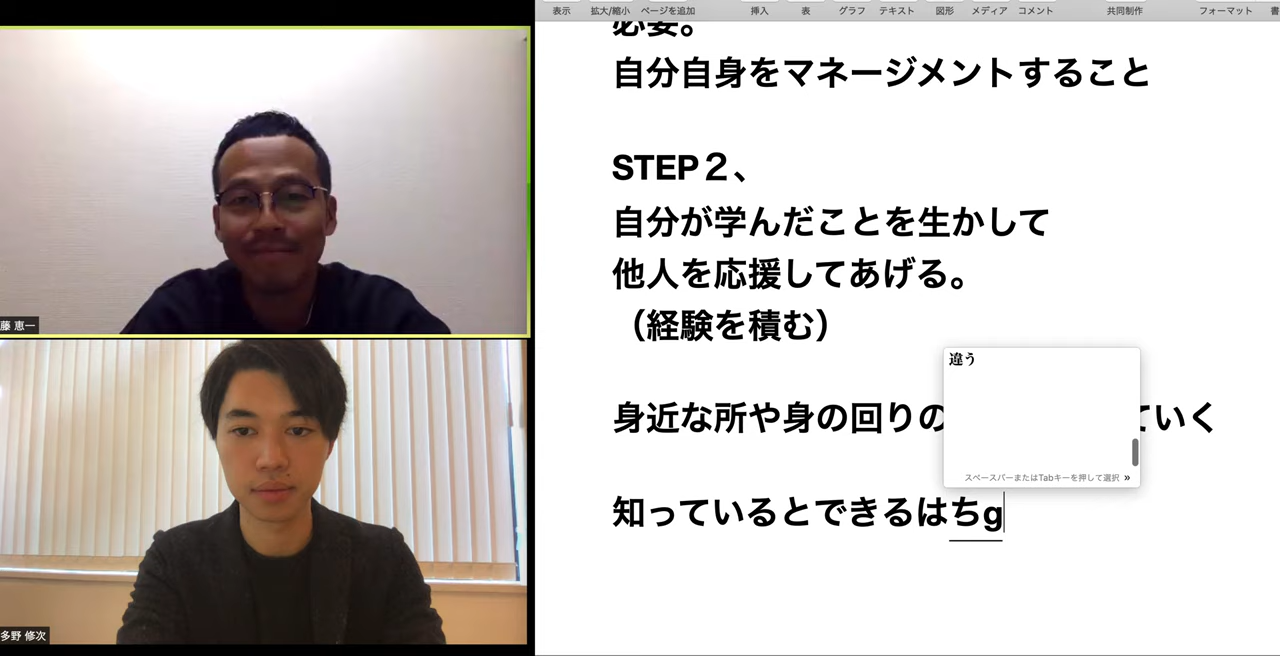 表示 拡大/縮小 ページを追加 挿入 表 グラフ テキスト 図形 メディア コメント 共同制作 フォーマット 書
必要。
自分自身をマネージメントすること
STEP２、
自分が学んだことを生かして
他人を応援してあげる。
（経験を積む）
違う
身近な所や身の回りの
ていく
スペースバーまたはTabキーを押して選択 »
知っているとできるはちg
藤 恵一
多野 修次